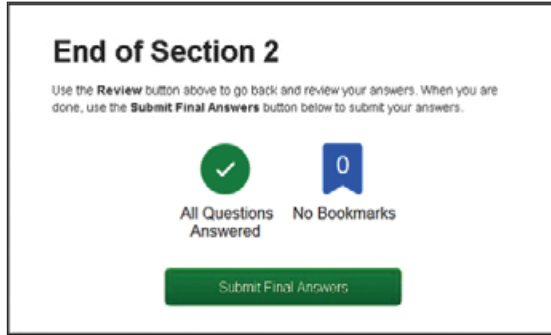 End of Section 2
Use the Review button above to go back and review your answers. When you are
done, use the Submit Final Answers button below to submit your answers.
0
All Questions
Answered
No Bookmarks
Submit Final Answers